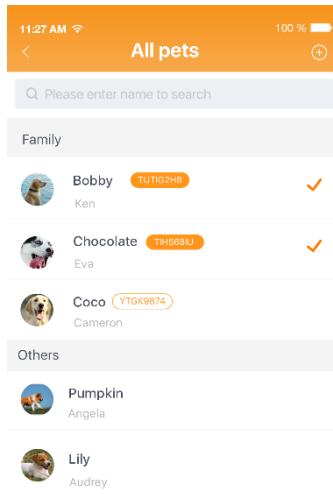 11:27 AM 100 %
All pets
Please enter name to search
Family
Bobby TUTIG2H8
Ken
Chocolate TIH568IU
Eva
Coco YTGK9874
Cameron
Others
Pumpkin
Angela
Lily
Audrey